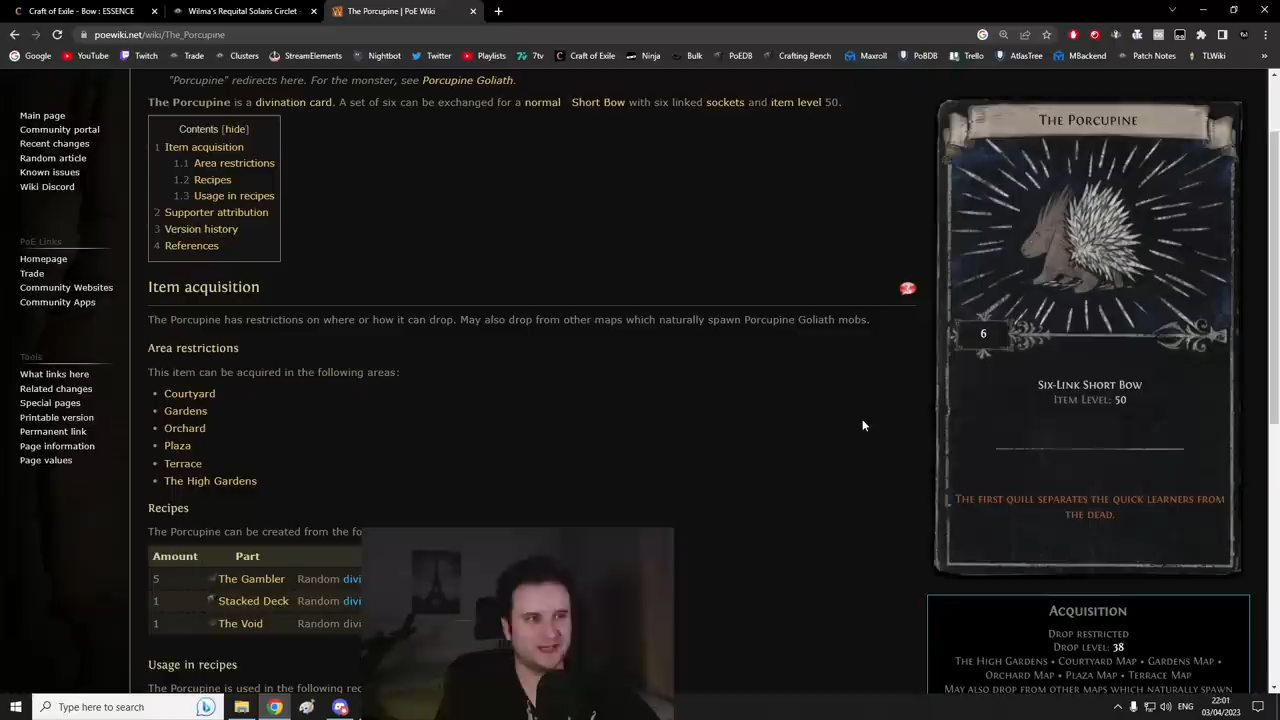 Craft of Exile - Bow : ESSENCE
Wilma's Requital Solaris Circlet -
The Porcupine | PoE Wiki
poewiki.net/wiki/The_Porcupine
Google YouTube Twitch Trade Clusters StreamElements Nightbot Twitter Playlists 7tv Craft of Exile Ninja Bulk PoEDB Crafting Bench Maxroll PoBDB Trello AtlasTree MBackend Patch Notes TLWiki
Main page
Community portal
Recent changes
Random article
Known issues
Wiki Discord
PoE Links
Homepage
Trade
Community Websites
Community Apps
Tools
What links here
Related changes
Special pages
Printable version
Permanent link
Page information
Page values
"Porcupine" redirects here. For the monster, see Porcupine Goliath.
The Porcupine is a divination card. A set of six can be exchanged for a normal Short Bow with six linked sockets and item level 50.
Contents [hide]
1 Item acquisition
1.1 Area restrictions
1.2 Recipes
1.3 Usage in recipes
2 Supporter attribution
3 Version history
4 References
Item acquisition
The Porcupine has restrictions on where or how it can drop. May also drop from other maps which naturally spawn Porcupine Goliath mobs.
Area restrictions
This item can be acquired in the following areas:
• Courtyard
• Gardens
• Orchard
• Plaza
• Terrace
• The High Gardens
Recipes
The Porcupine can be created from the fo
Amount Part
5 The Gambler Random divi
1 Stacked Deck Random divi
1 The Void Random divi
Usage in recipes
The Porcupine is used in the following rec
The Porcupine
6
Six-Link Short Bow
Item Level: 50
The first quill separates the quick learners from
the dead.
Acquisition
Drop restricted
Drop level: 38
The High Gardens • Courtyard Map • Gardens Map •
Orchard Map • Plaza Map • Terrace Map
May also drop from other maps which naturally spawn
Type here to search
ENG
22:01
03/04/2023